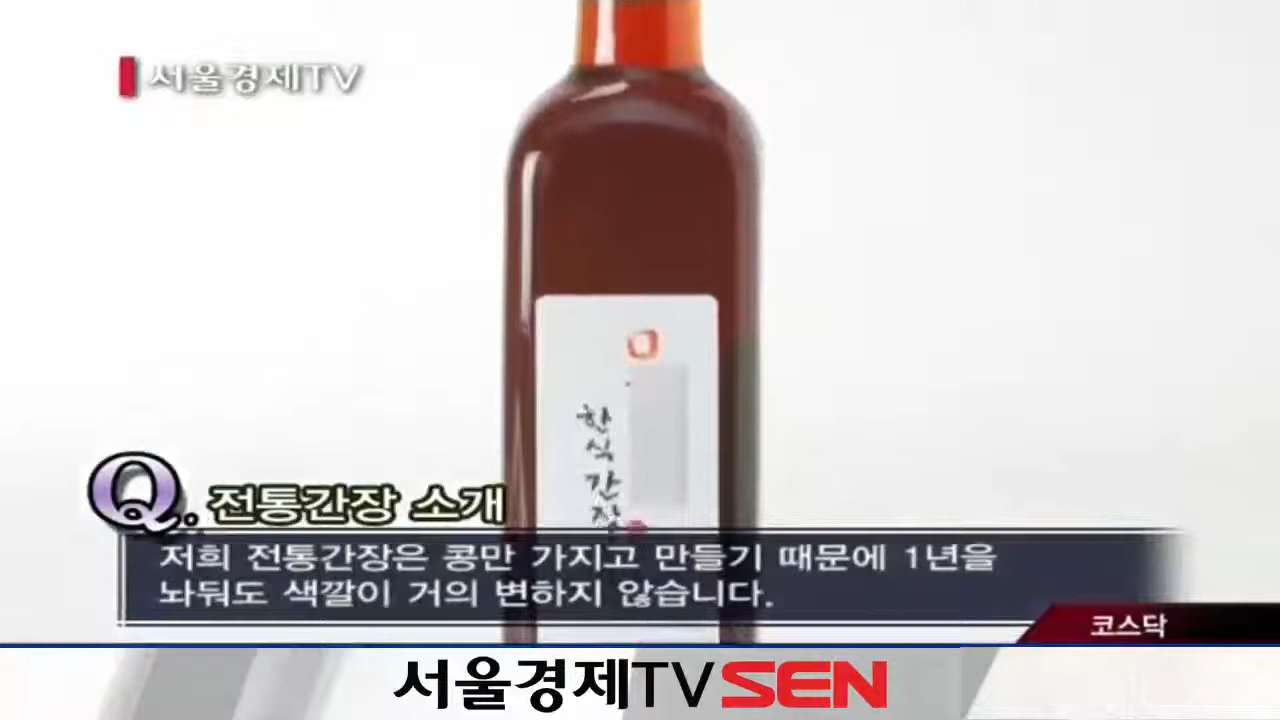 서울경제TV
한식간장
Q. 전통간장 소개
저희 전통간장은 콩만 가지고 만들기 때문에 1년을
놔둬도 색깔이 거의 변하지 않습니다.
코스닥
서울경제TV SEN